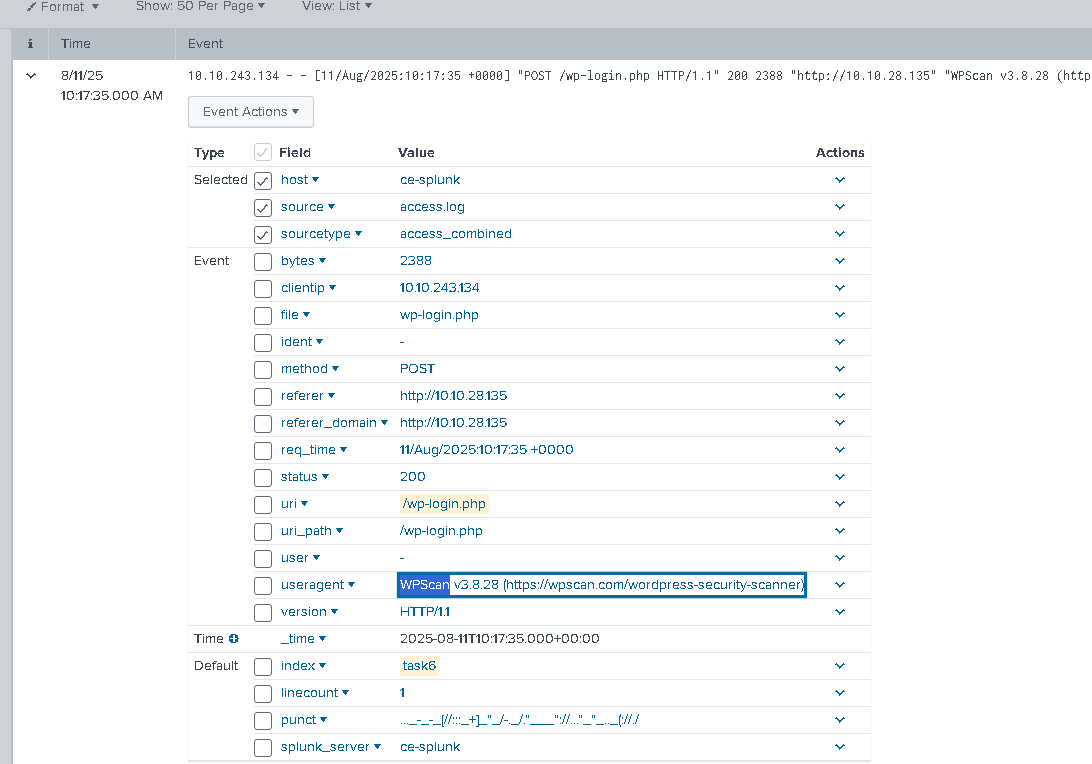 Format Show: 50 Per Page View: List
i Time Event
8/11/25 10.10.243.134 - - [11/Aug/2025:10:17:35 +0000] "POST /wp-login.php HTTP/1.1" 200 2388 "http://10.10.28.135" "WPScan v3.8.28 (http
10:17:35.000 AM
Event Actions
Type Field Value Actions
Selected host ce-splunk
source access.log
sourcetype access_combined
Event bytes 2388
clientip 10.10.243.134
file wp-login.php
ident -
method POST
referer http://10.10.28.135
referer_domain http://10.10.28.135
req_time 11/Aug/2025:10:17:35 +0000
status 200
uri /wp-login.php
uri_path /wp-login.php
user -
useragent WPScan v3.8.28 (https://wpscan.com/wordpress-security-scanner)
version HTTP/1.1
Time _time 2025-08-11T10:17:35.000+00:00
Default index task6
linecount 1
punct
splunk_server ce-splunk